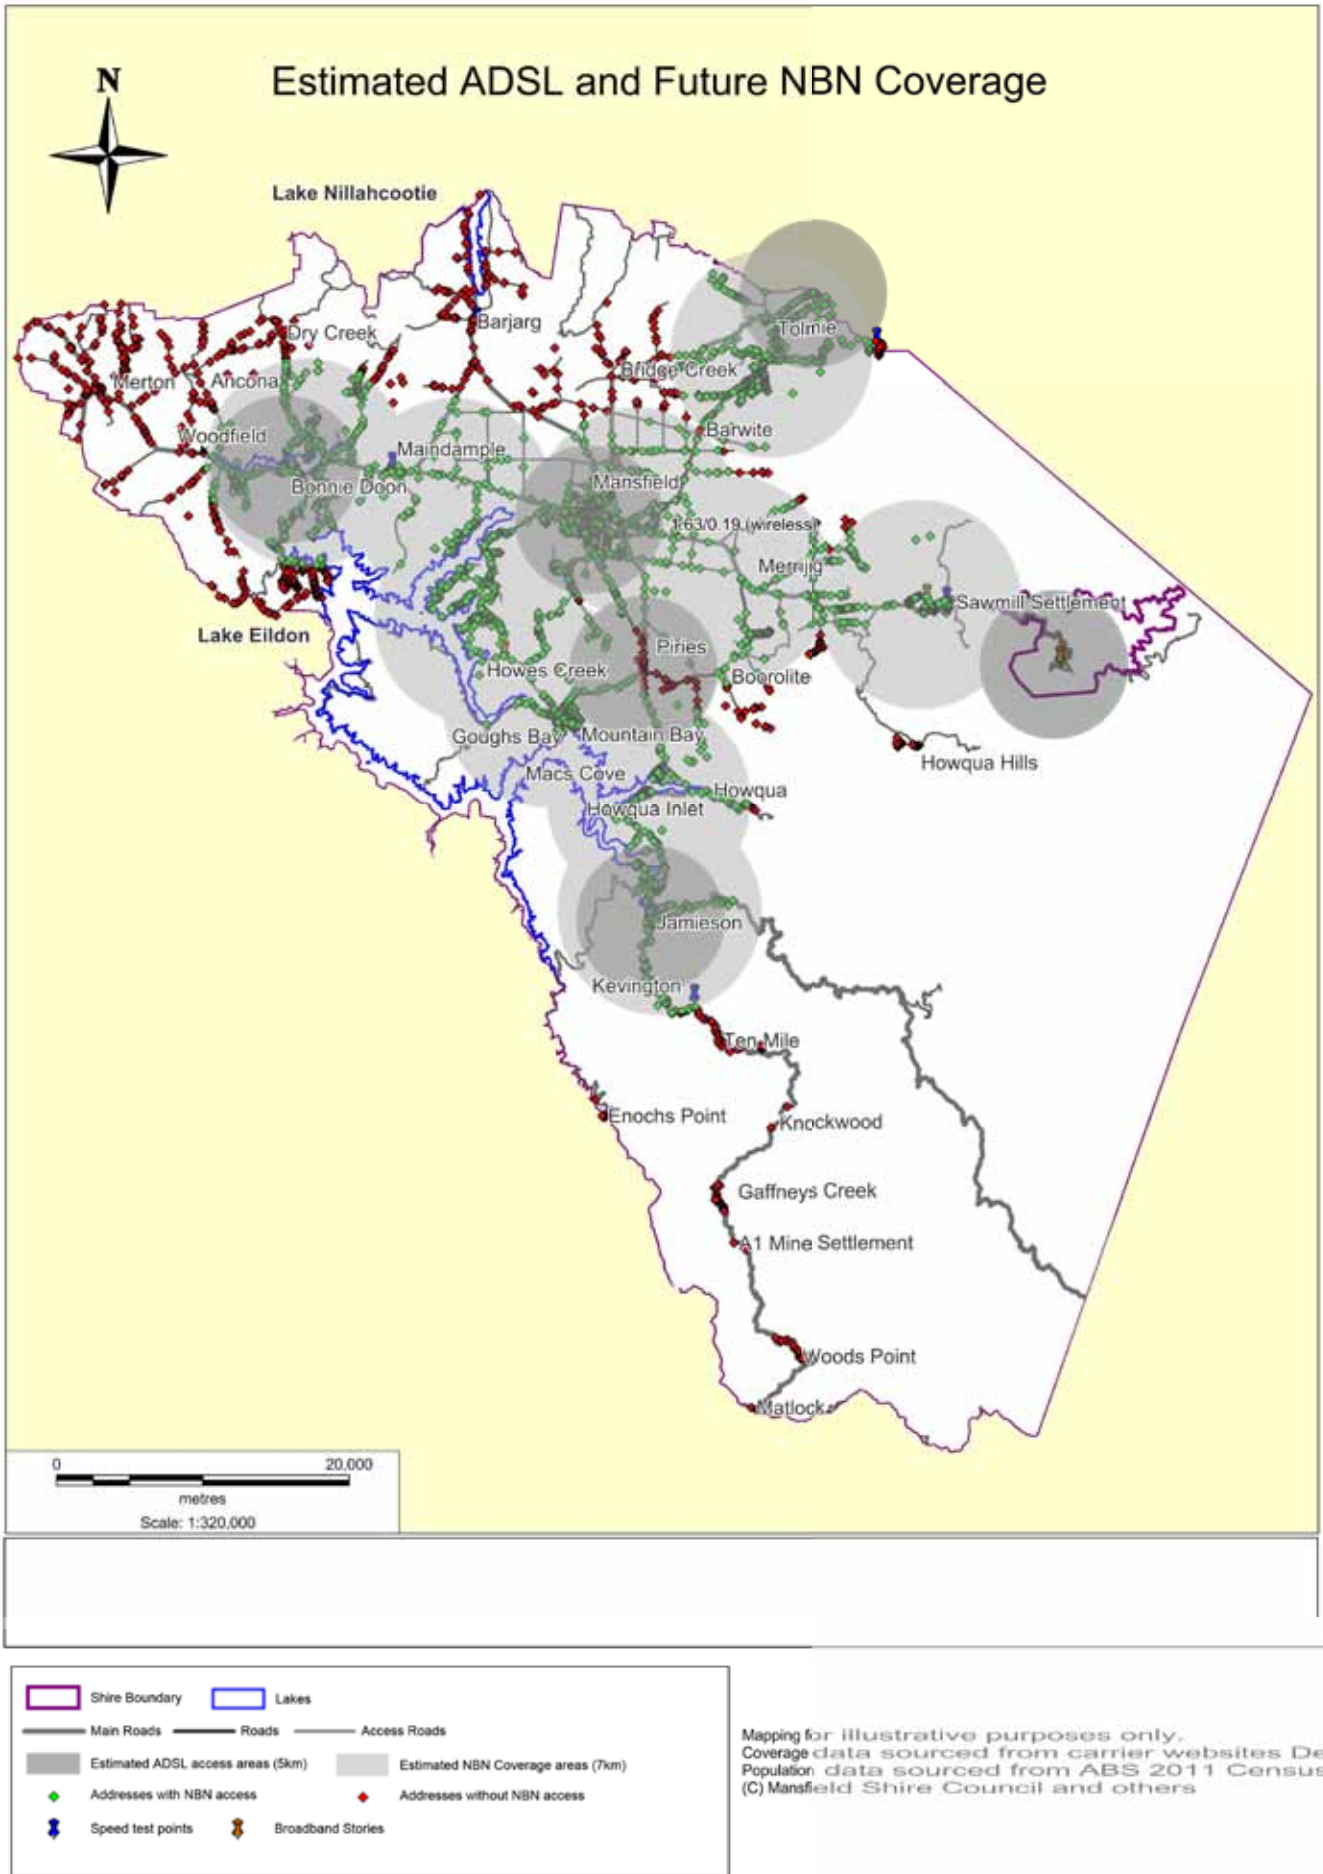 Estimated ADSL and Future NBN Coverage
N
Lake Nillahcootie
Tolmie
Barjarg
Dry Creek
Bridge Creek
Merton
Ancona
Barwite
Woodfield
Maindample
Mansfield
Bonnie Doon
1.63/0.19 (wireless)
Merrijig
Sawmill Settlement
Lake Eildon
Piries
Howes Creek
Boorolite
Goughs Bay
Mountain Bay
Howqua Hills
Macs Cove
Howqua
Howqua Inlet
Jamieson
Kevington
Ten Mile
Enochs Point
Knockwood
Gaffneys Creek
A1 Mine Settlement
Woods Point
Matlock
0 20,000
metres
Scale: 1:320,000
Shire Boundary Lakes
Main Roads Roads Access Roads
Estimated ADSL access areas (5km) Estimated NBN Coverage areas (7km)
Addresses with NBN access Addresses without NBN access
Speed test points Broadband Stories
Mapping for illustrative purposes only.
Coverage data sourced from carrier websites De
Population data sourced from ABS 2011 Census
(C) Mansfield Shire Council and others